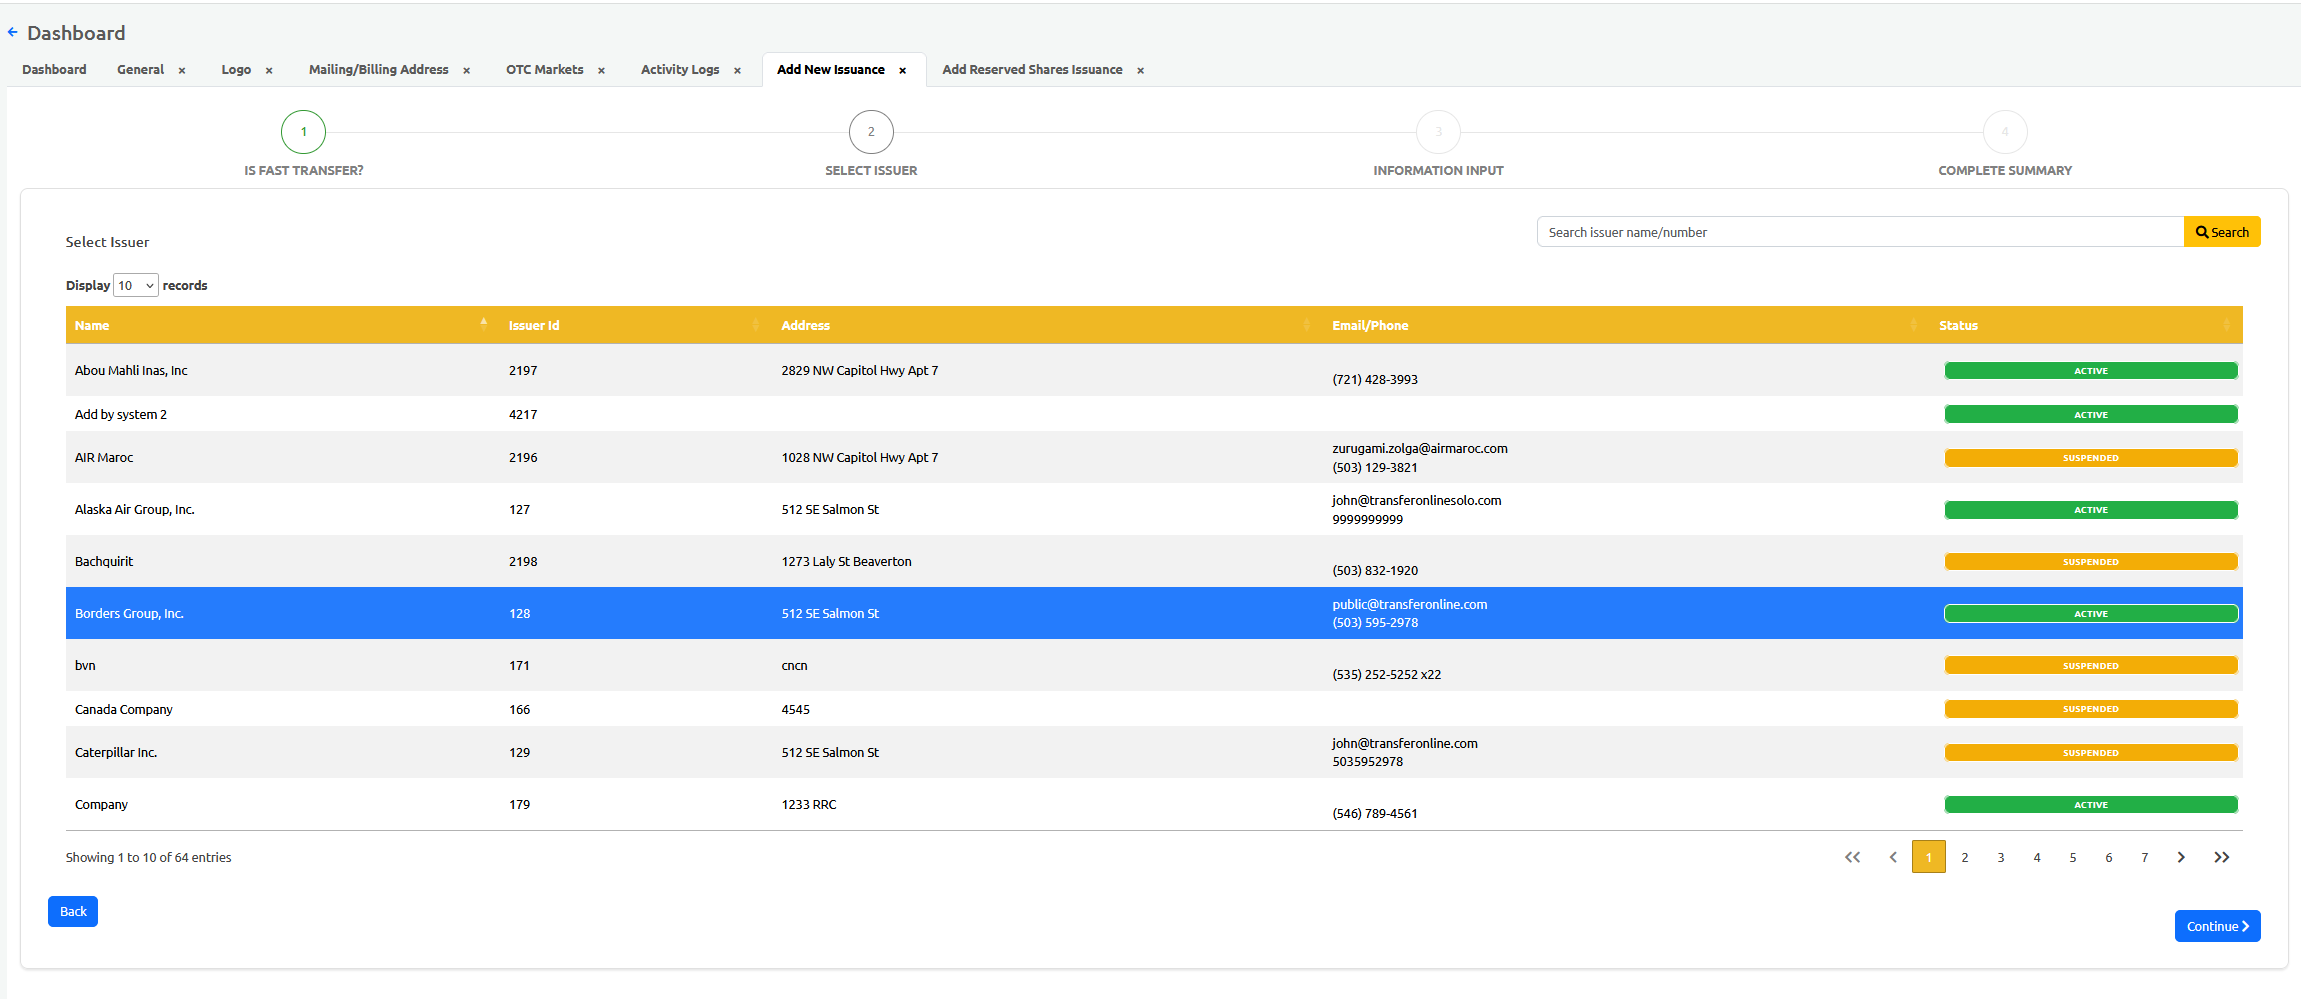 Dashboard
Dashboard General × Logo × Mailing/Billing Address × OTC Markets × Activity Logs × Add New Issuance × Add Reserved Shares Issuance ×
1 2 3 4
IS FAST TRANSFER? SELECT ISSUER INFORMATION INPUT COMPLETE SUMMARY
Select Issuer
Search issuer name/number Search
Display 10 records
Name Issuer Id Address Email/Phone Status
Abou Mahli Inas, Inc 2197 2829 NW Capitol Hwy Apt 7 (721) 428-3993 ACTIVE
Add by system 2 4217 ACTIVE
AIR Maroc 2196 1028 NW Capitol Hwy Apt 7 zurugami.zolga@airmaroc.com SUSPENDED
(503) 129-3821
Alaska Air Group, Inc. 127 512 SE Salmon St john@transferonlinesolo.com ACTIVE
9999999999
Bachquirit 2198 1273 Laly St Beaverton (503) 832-1920 SUSPENDED
Borders Group, Inc. 128 512 SE Salmon St public@transferonline.com ACTIVE
(503) 595-2978
bvn 171 cncn (535) 252-5252 x22 SUSPENDED
Canada Company 166 4545 SUSPENDED
Caterpillar Inc. 129 512 SE Salmon St john@transferonline.com SUSPENDED
5035952978
Company 179 1233 RRC (546) 789-4561 ACTIVE
Showing 1 to 10 of 64 entries 1 2 3 4 5 6 7
Back
Continue